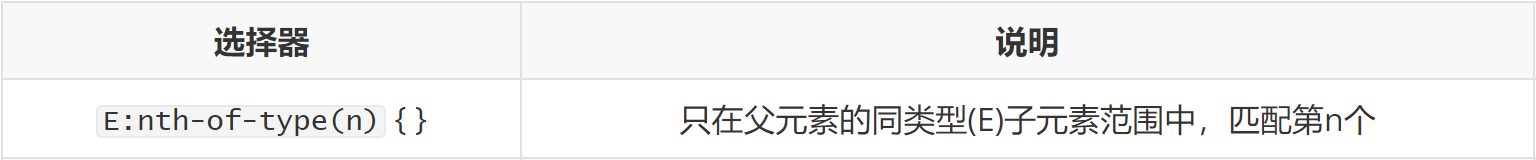 选择器 说明
E:nth-of-type(n) {} 只在父元素的同类型(E)子元素范围中，匹配第n个